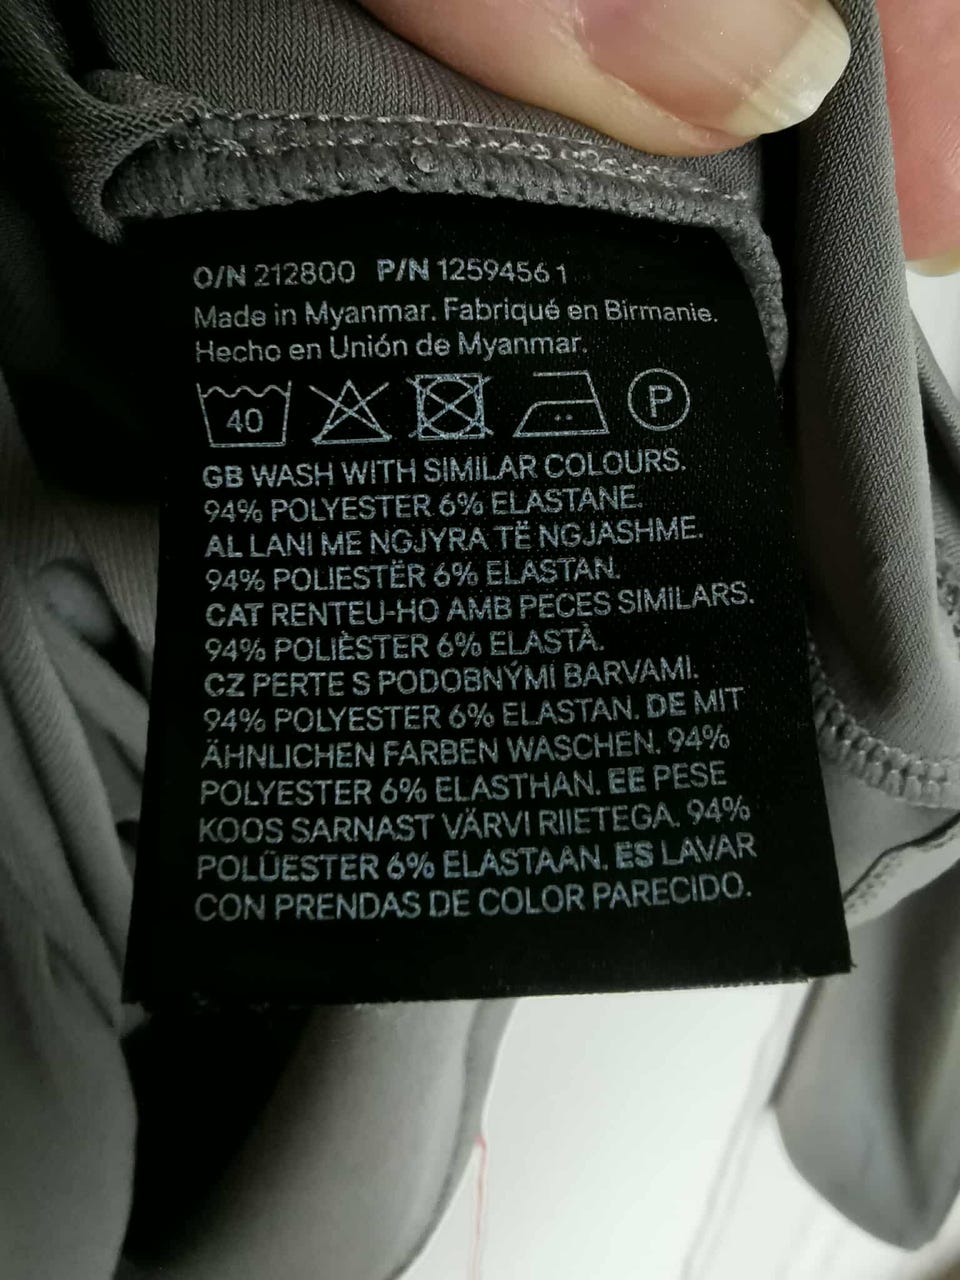 O/N 212800 P/N 12594561
Made in Myanmar. Fabriqué en Birmanie.
Hecho en Unión de Myanmar.
40 P
GB WASH WITH SIMILAR COLOURS.
94% POLYESTER 6% ELASTANE.
AL LANI ME NGJYRA TË NGJASHME.
94% POLIESTËR 6% ELASTAN.
CAT RENTEU-HO AMB PECES SIMILARS.
94% POLIÈSTER 6% ELASTÀ.
CZ PERTE S PODOBNÝMI BARVAMI.
94% POLYESTER 6% ELASTAN. DE MIT
ÄHNLICHEN FARBEN WASCHEN. 94%
POLYESTER 6% ELASTHAN. EE PESE
KOOS SARNAST VÄRVI RIIETEGA. 94%
POLÜESTER 6% ELASTAAN. ES LAVAR
CON PRENDAS DE COLOR PARECIDO.